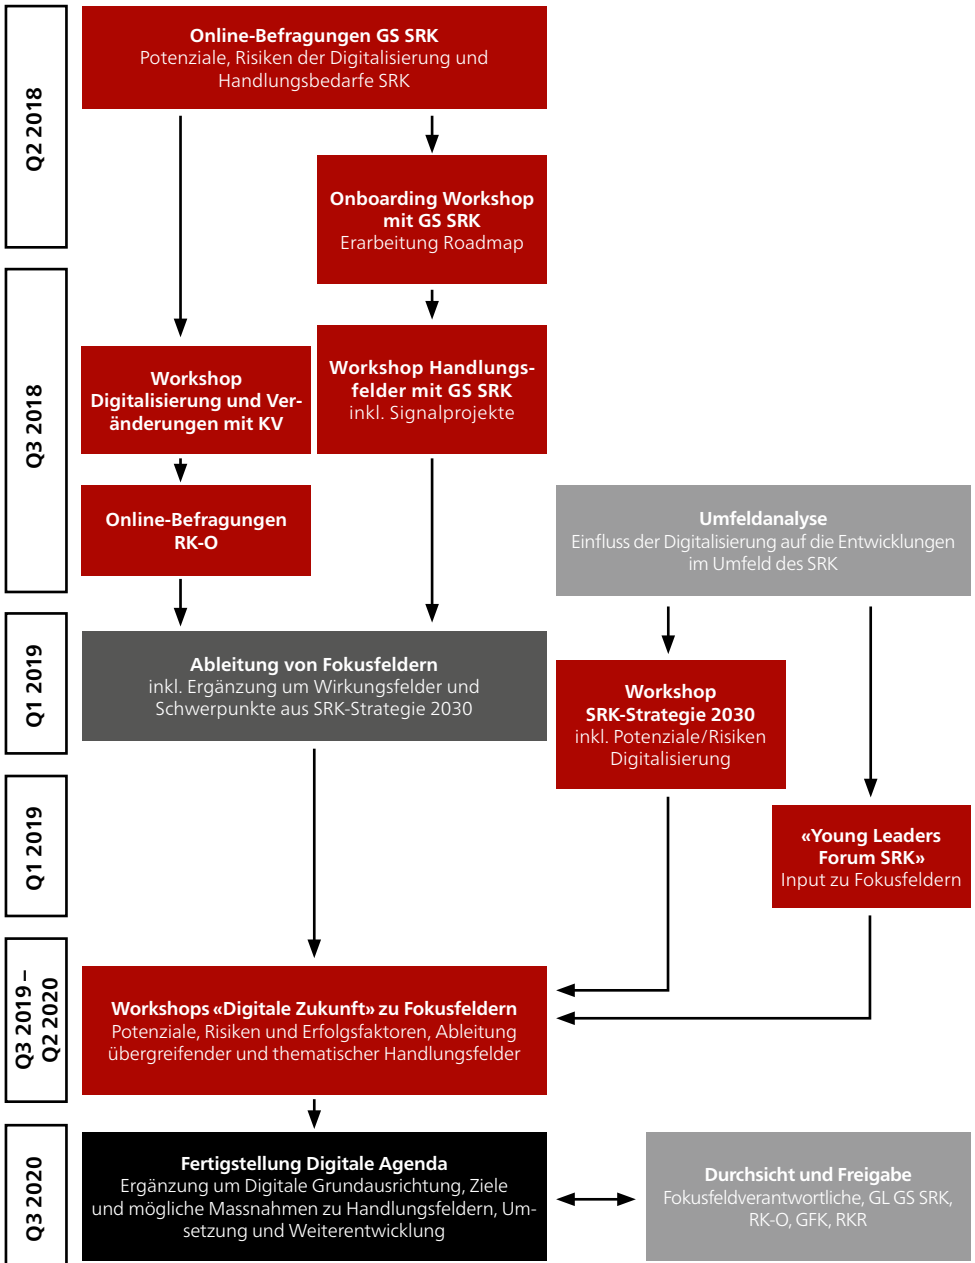 Q2 2018
Online-Befragungen GS SRK
Potenziale, Risiken der Digitalisierung und
Handlungsbedarfe SRK
Onboarding Workshop
mit GS SRK
Erarbeitung Roadmap
Q3 2018
Workshop
Digitalisierung und Ver-
änderungen mit KV
Workshop Handlungs-
felder mit GS SRK
inkl. Signalprojekte
Online-Befragungen
RK-O
Umfeldanalyse
Einfluss der Digitalisierung auf die Entwicklungen
im Umfeld des SRK
Q1 2019
Ableitung von Fokusfeldern
inkl. Ergänzung um Wirkungsfelder und
Schwerpunkte aus SRK-Strategie 2030
Workshop
SRK-Strategie 2030
inkl. Potenziale/Risiken
Digitalisierung
Q1 2019
«Young Leaders
Forum SRK»
Input zu Fokusfeldern
Q3 2019 –
Q2 2020
Workshops «Digitale Zukunft» zu Fokusfeldern
Potenziale, Risiken und Erfolgsfaktoren, Ableitung
übergreifender und thematischer Handlungsfelder
Q3 2020
Fertigstellung Digitale Agenda
Ergänzung um Digitale Grundausrichtung, Ziele
und mögliche Massnahmen zu Handlungsfeldern, Um-
setzung und Weiterentwicklung
Durchsicht und Freigabe
Fokusfeldverantwortliche, GL GS SRK,
RK-O, GFK, RKR